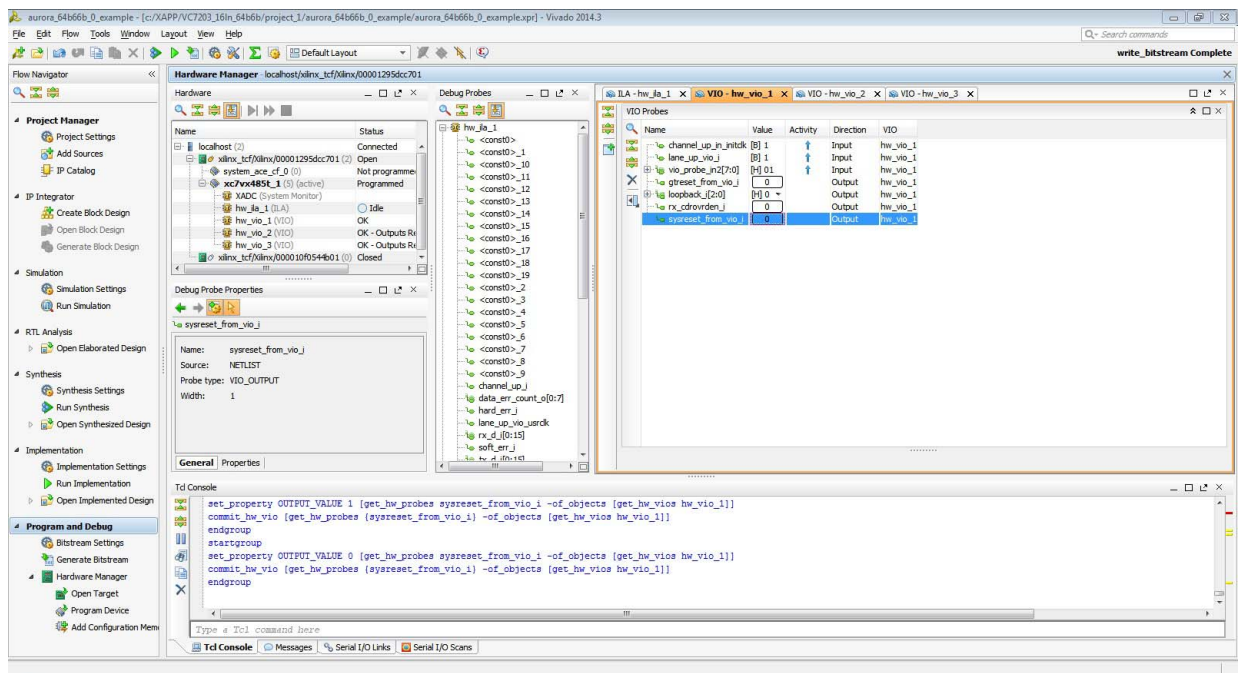 aurora_64b66b_0_example - [c:/XAPP/VC7203_16In_64b6b/project_1/aurora_64b66b_0_example/aurora_64b66b_0_example.xpr] - Vivado 2014.3
File Edit Flow Tools Window Layout View Help
Search commands
Default Layout
write_bitstream Complete
Flow Navigator
Project Manager
Project Settings
Add Sources
IP Catalog
IP Integrator
Create Block Design
Open Block Design
Generate Block Design
Simulation
Simulation Settings
Run Simulation
RTL Analysis
Open Elaborated Design
Synthesis
Synthesis Settings
Run Synthesis
Open Synthesized Design
Implementation
Implementation Settings
Run Implementation
Open Implemented Design
Program and Debug
Bitstream Settings
Generate Bitstream
Hardware Manager
Open Target
Program Device
Add Configuration Mem
Hardware Manager - localhost/xilinx_tcf/Xilinx/00001295dcc701
Hardware
Name Status
localhost (2) Connected
xilinx_tcf/Xilinx/00001295dcc701 (2) Open
system_ace_cf_0 (0) Not programme
xc7vx485t_1 (5) (active) Programmed
XADC (System Monitor)
hw_ila_1 (ILA) Idle
hw_vio_1 (VIO) OK
hw_vio_2 (VIO) OK - Outputs Re
hw_vio_3 (VIO) OK - Outputs Re
xilinx_tcf/Xilinx/000010f0544b01 (0) Closed
Debug Probe Properties
sysreset_from_vio_i
Name: sysreset_from_vio_i
Source: NETLIST
Probe type: VIO_OUTPUT
Width: 1
General Properties
Debug Probes
hw_ila_1
<const0>
<const0>_1
<const0>_10
<const0>_11
<const0>_12
<const0>_13
<const0>_14
<const0>_15
<const0>_16
<const0>_17
<const0>_18
<const0>_19
<const0>_2
<const0>_3
<const0>_4
<const0>_5
<const0>_6
<const0>_7
<const0>_8
<const0>_9
channel_up_i
data_err_count_o[0:7]
hard_err_i
lane_up_vio_usrclk
rx_d_i[0:15]
soft_err_i
tx_d_i[0:15]
ILA - hw_ila_1 VIO - hw_vio_1 VIO - hw_vio_2 VIO - hw_vio_3
VIO Probes
Name Value Activity Direction VIO
channel_up_in_initclk [B] 1 Input hw_vio_1
lane_up_vio_i [B] 1 Input hw_vio_1
vio_probe_in2[7:0] [H] 01 Input hw_vio_1
gtreset_from_vio_i 0 Output hw_vio_1
loopback_i[2:0] [H] 0 Output hw_vio_1
rx_cdrovrden_i 0 Output hw_vio_1
sysreset_from_vio_i 0 Output hw_vio_1
Tcl Console
set_property OUTPUT_VALUE 1 [get_hw_probes sysreset_from_vio_i -of_objects [get_hw_vios hw_vio_1]]
commit_hw_vio [get_hw_probes {sysreset_from_vio_i} -of_objects [get_hw_vios hw_vio_1]]
endgroup
startgroup
set_property OUTPUT_VALUE 0 [get_hw_probes sysreset_from_vio_i -of_objects [get_hw_vios hw_vio_1]]
commit_hw_vio [get_hw_probes {sysreset_from_vio_i} -of_objects [get_hw_vios hw_vio_1]]
endgroup
Type a Tcl command here
Tcl Console Messages Serial I/O Links Serial I/O Scans